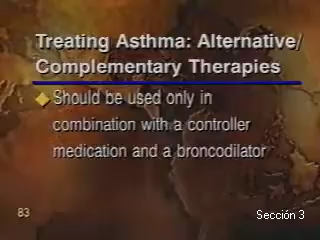 Treating Asthma: Alternative/
Complementary Therapies
Should be used only in
combination with a controller
medication and a broncodilator
83
Sección 3